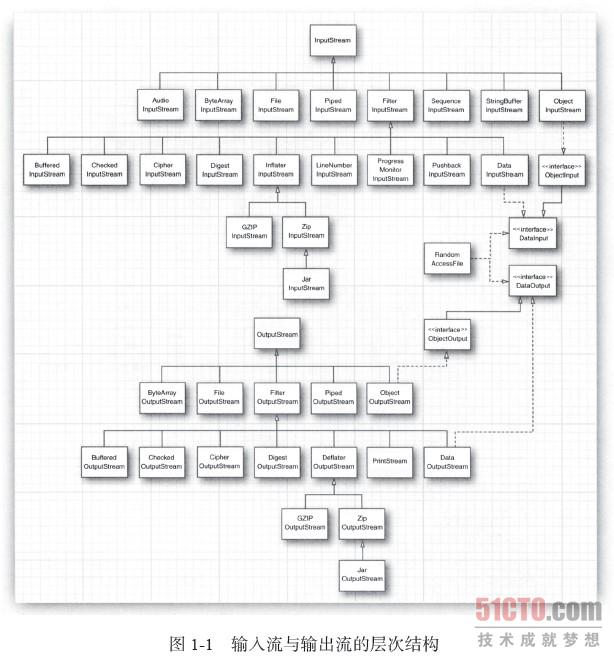 InputStream
Audio
InputStream
ByteArray
InputStream
File
InputStream
Piped
InputStream
Filter
InputStream
Sequence
InputStream
StringBuffer
InputStream
Object
InputStream
Buffered
InputStream
Checked
InputStream
Cipher
InputStream
Digest
InputStream
Inflater
InputStream
LineNumber
InputStream
Progress
Monitor
InputStream
Pushback
InputStream
Data
InputStream
<<interface>>
ObjectInput
GZIP
InputStream
Zip
InputStream
<<interface>>
DataInput
Random
AccessFile
Jar
InputStream
<<interface>>
DataOutput
OutputStream
<<interface>>
ObjectOutput
ByteArray
OutputStream
File
OutputStream
Filter
OutputStream
Piped
OutputStream
Object
OutputStream
Buffered
OutputStream
Checked
OutputStream
Cipher
OutputStream
Digest
OutputStream
Deflater
OutputStream
PrintStream
Data
OutputStream
GZIP
OutputStream
Zip
OutputStream
Jar
OutputStream
51CTO.com
技术成就梦想
图 1-1 输入流与输出流的层次结构